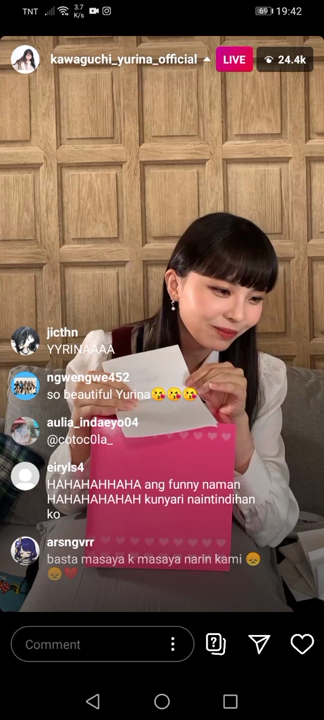 TNT 3.7 K/s 69 19:42
kawaguchi_yurina_official LIVE 24.4k
jicthn
YYRINAAAA
ngwengwe452
so beautiful Yurina😘😘😘
aulia_indaeyo04
@cotoc0la_
eiryls4
HAHAHAHHAHA ang funny naman
HAHAHAHAHAH kunyari naintindihan
ko
arsngvrr
basta masaya k masaya narin kami 😞
😞❤️
Comment